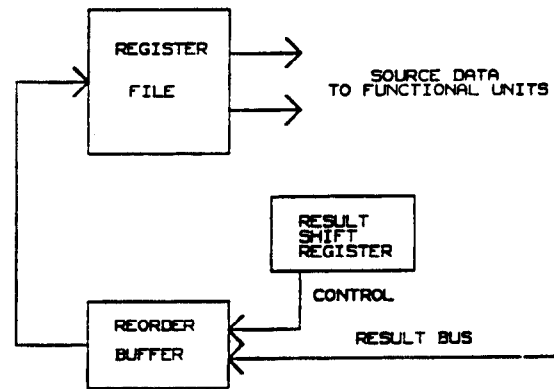 REGISTER
FILE
SOURCE DATA
TO FUNCTIONAL UNITS
RESULT
SHIFT
REGISTER
CONTROL
REORDER
BUFFER
RESULT BUS